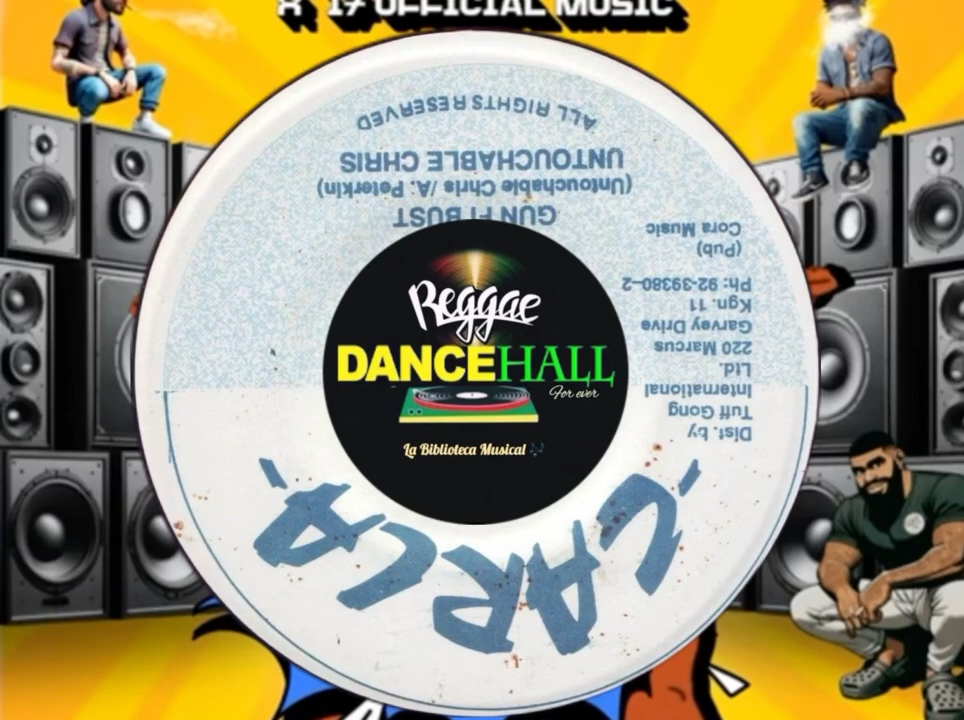 X 17 OFFICIAL MUSIC
Reggae
DANCEHALL
For ever
La Biblioteca Musical
CARLA
Dist. by.
Tuff Gong
International
Ltd.
220 Marcus
Garvey Drive
Kgn. 11
Ph: 92-39380-2
(Pub)
Cora Music
GUN FI BUST
(Untouchable Chris /A. Peterkin)
UNTOUCHABLE CHRIS
ALL RIGHTS RESERVED